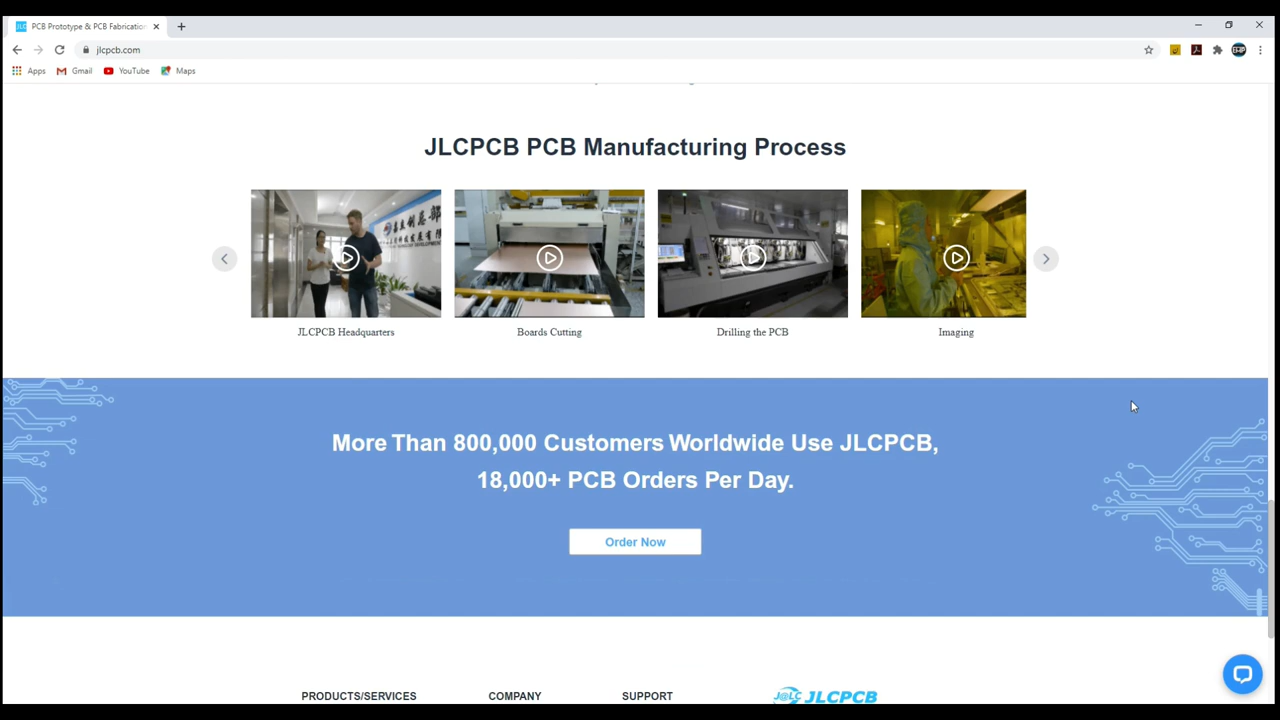 PCB Prototype & PCB Fabrication
jlcpcb.com
Apps
Gmail
YouTube
Maps
JLCPCB PCB Manufacturing Process
JLCPCB Headquarters
Boards Cutting
Drilling the PCB
Imaging
More Than 800,000 Customers Worldwide Use JLCPCB,
18,000+ PCB Orders Per Day.
Order Now
PRODUCTS/SERVICES
COMPANY
SUPPORT
J@LC JLCPCB